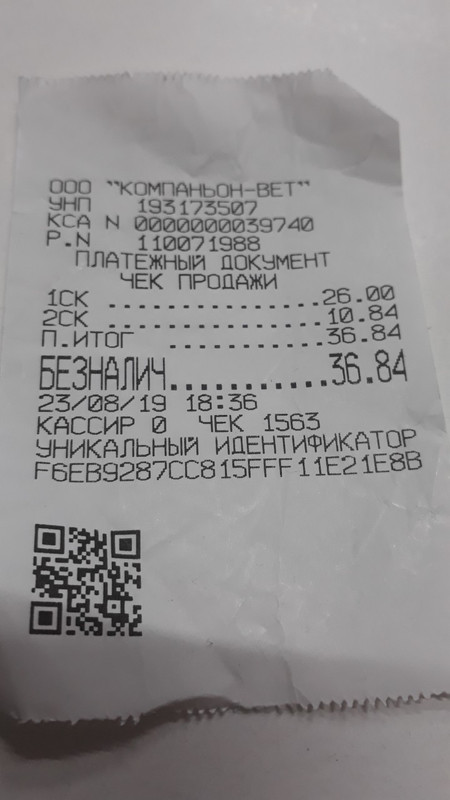 ООО "КОМПАНЬОН-ВЕТ"
УНП 193173507
КСА N 0000000039740
Р.N 110071988
ПЛАТЕЖНЫЙ ДОКУМЕНТ
ЧЕК ПРОДАЖИ
1СК ..................26.00
2СК ..................10.84
П.ИТОГ ............36.84
БЕЗНАЛИЧ............36.84
23/08/19 18:36
КАССИР 0 ЧЕК 1563
УНИКАЛЬНЫЙ ИДЕНТИФИКАТОР
F6EB9287CC815FFF11E21E8B